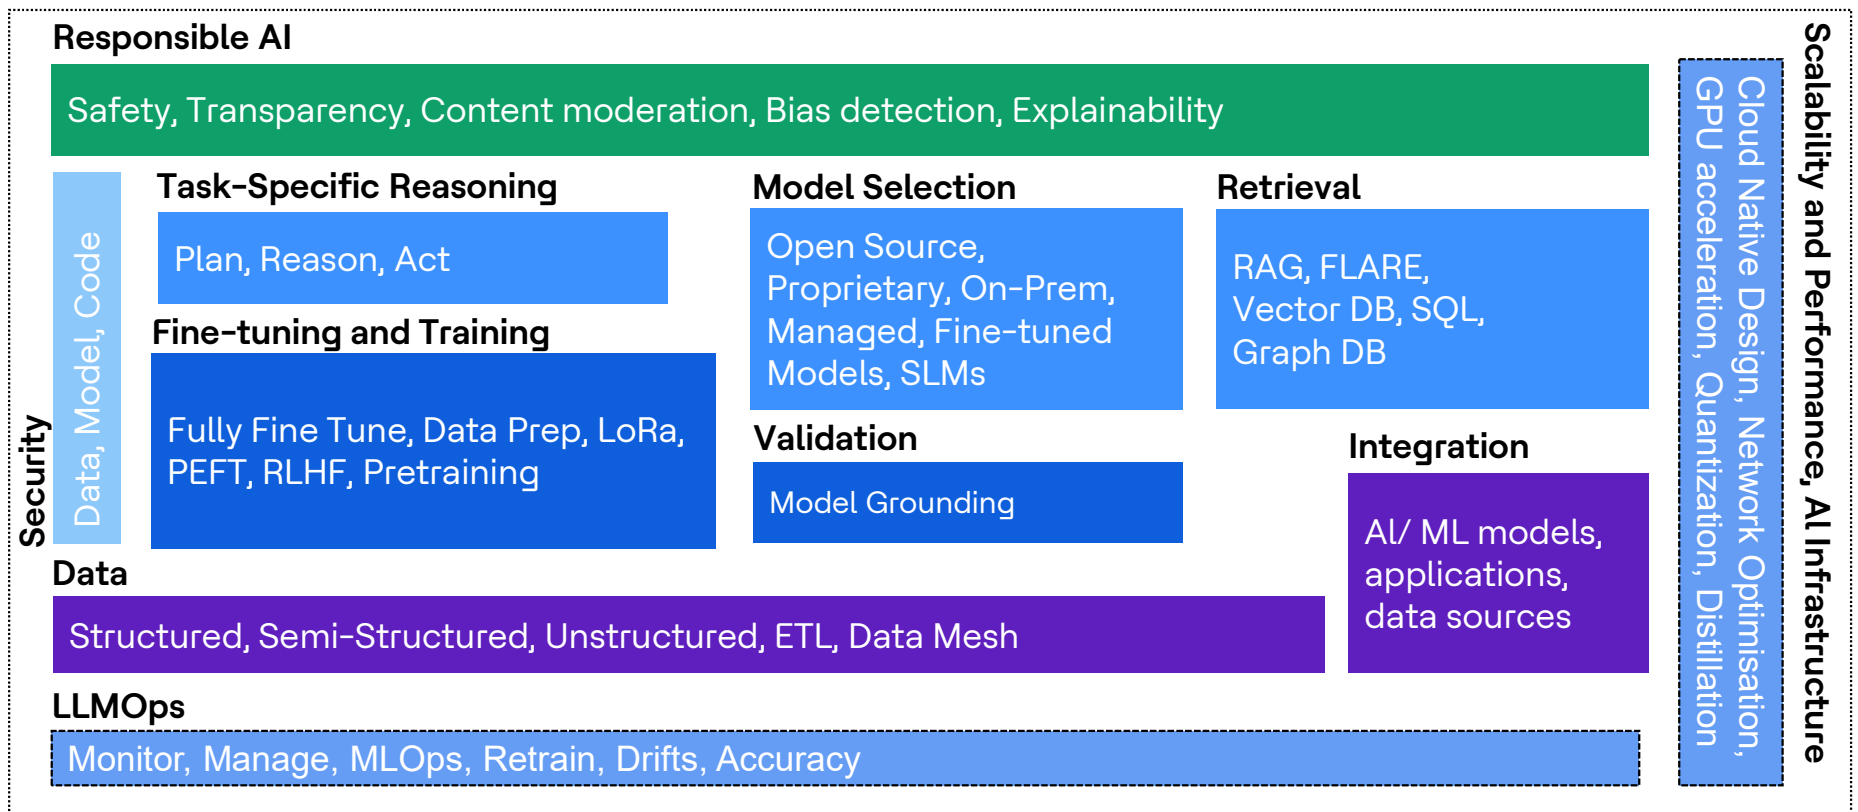 Responsible AI
Safety, Transparency, Content moderation, Bias detection, Explainability
Security
Data, Model, Code
Task-Specific Reasoning
Plan, Reason, Act
Fine-tuning and Training
Fully Fine Tune, Data Prep, LoRa,
PEFT, RLHF, Pretraining
Model Selection
Open Source,
Proprietary, On-Prem,
Managed, Fine-tuned
Models, SLMs
Validation
Model Grounding
Retrieval
RAG, FLARE,
Vector DB, SQL,
Graph DB
Integration
AI/ ML models,
applications,
data sources
Data
Structured, Semi-Structured, Unstructured, ETL, Data Mesh
LLMOps
Monitor, Manage, MLOps, Retrain, Drifts, Accuracy
Scalability and Performance, AI Infrastructure
Cloud Native Design, Network Optimisation,
GPU acceleration, Quantization, Distillation